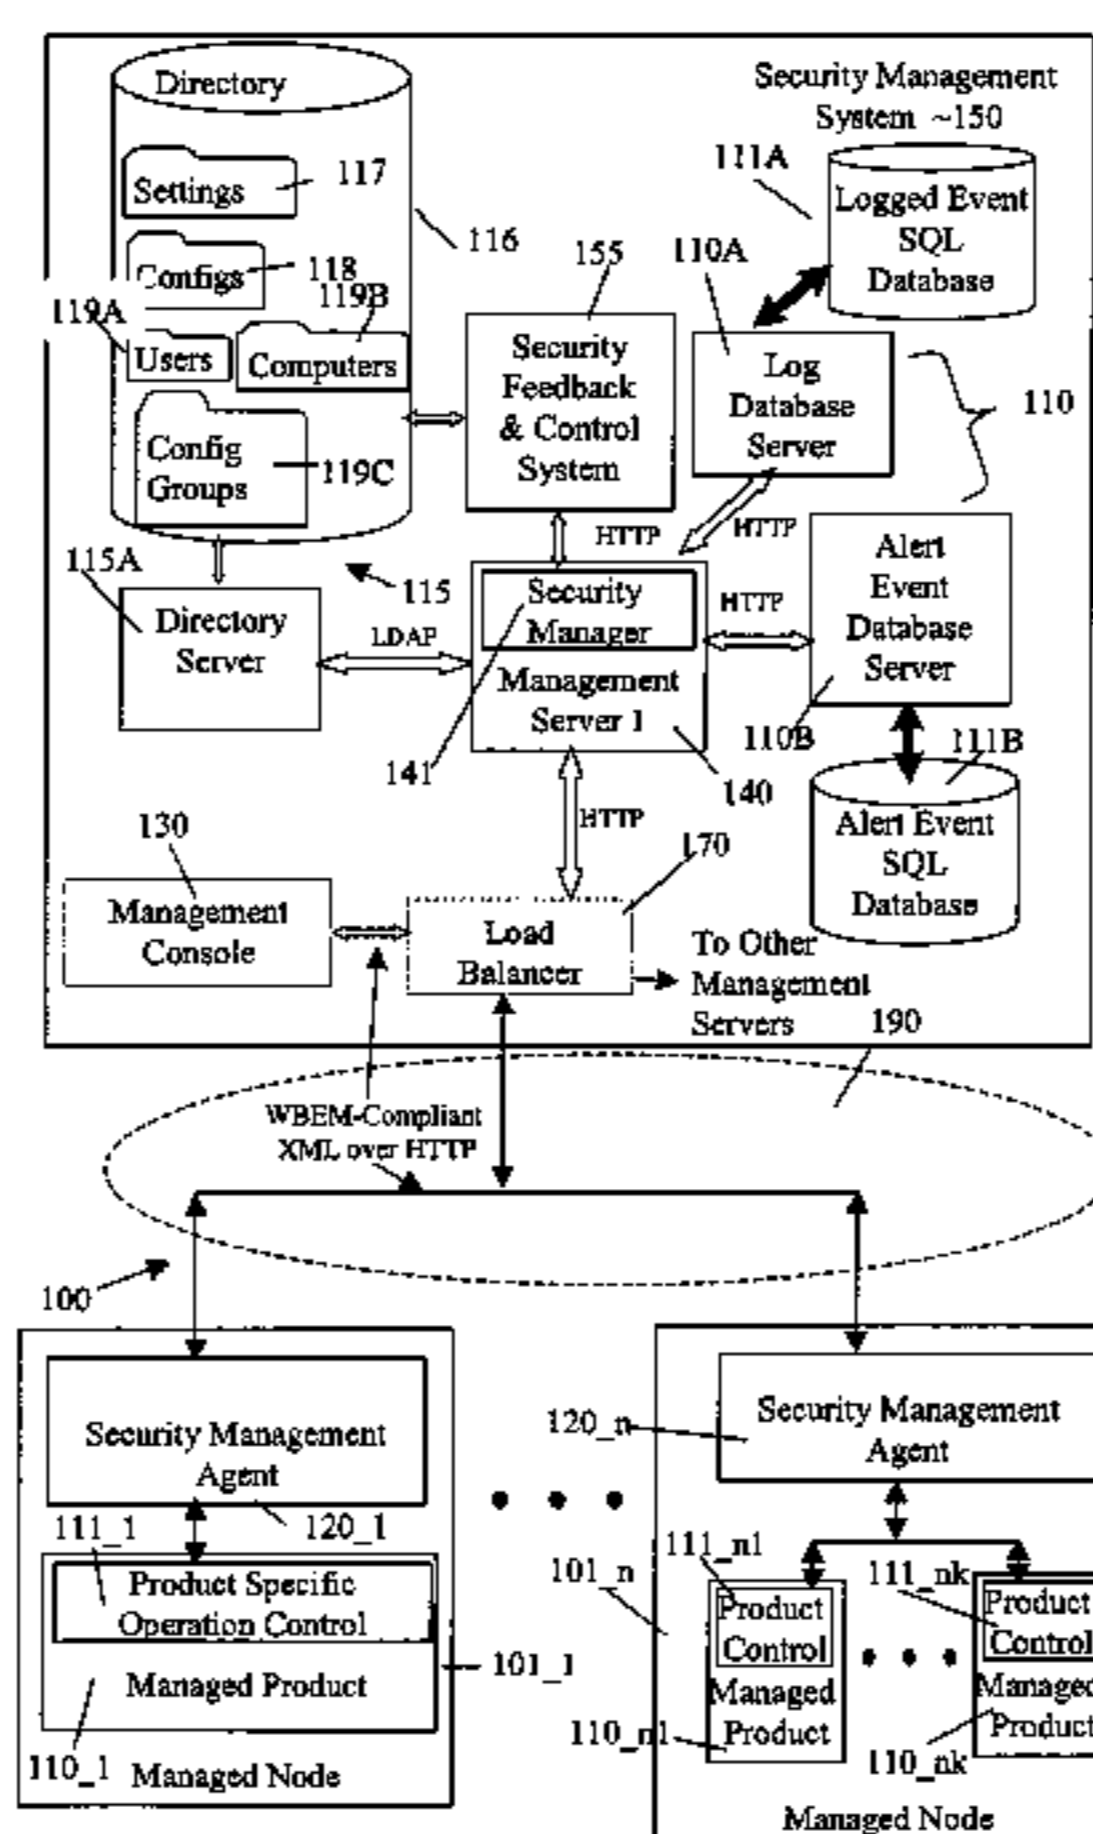 Directory
Security Management
System ~150
111A
Settings
117
Logged Event
SQL
Database
116
155
110A
Configs
118
119B
119A
Users
Computers
Security
Feedback
& Control
System
Log
Database
Server
110
Config
Groups
119C
HTTP
HTTP
115A
115
Alert
Event
Database
Server
Directory
Server
LDAP
Security
Manager
HTTP
Management
Server 1
110B
111B
141
140
HTTP
130
170
Alert Event
SQL
Database
Management
Console
Load
Balancer
To Other
Management
Servers
190
WBEM-Compliant
XML over HTTP
100
Security Management
Agent
120_n
Security Management
Agent
111_1
120_1
111_n1
101_n
111_nk
Product Specific
Operation Control
Product
Control
Product
Control
Managed Product
101_1
Managed
Product
Managed
Product
110_n1
110_nk
110_1
Managed Node
Managed Node